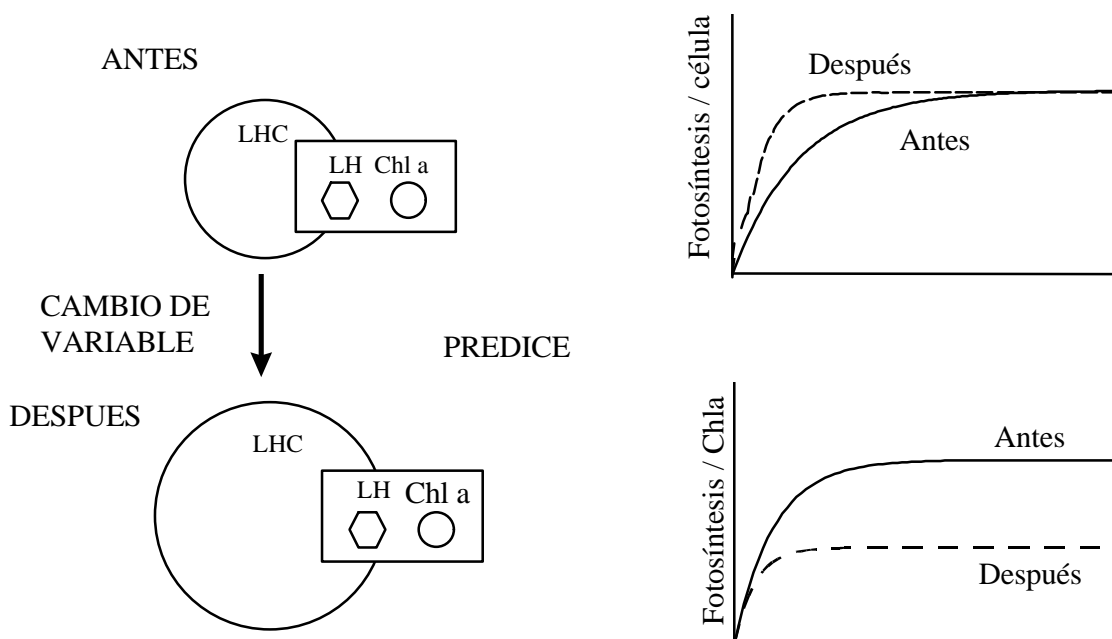 ANTES
LHC
LH Chl a
CAMBIO DE
VARIABLE
PREDICE
DESPUES
LHC
LH Chl a
Fotosíntesis / célula
Después
Antes
Fotosíntesis / Chla
Antes
Después